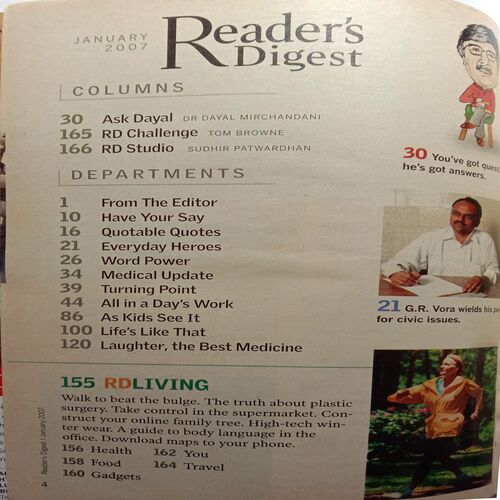 JANUARY
2007
Reader's
Digest
COLUMNS
30 Ask Dayal DR DAYAL MIRCHANDANI
165 RD Challenge TOM BROWNE
166 RD Studio SUDHIR PATWARDHAN
DEPARTMENTS
1 From The Editor
10 Have Your Say
16 Quotable Quotes
21 Everyday Heroes
26 Word Power
34 Medical Update
39 Turning Point
44 All in a Day's Work
86 As Kids See It
100 Life's Like That
120 Laughter, the Best Medicine
155 RDLIVING
Walk to beat the bulge. The truth about plastic
surgery. Take control in the supermarket. Con-
struct your online family tree. High-tech win-
ter wear. A guide to body language in the
office. Download maps to your phone.
156 Health 162 You
158 Food 164 Travel
160 Gadgets
30 You've got
he's got answers.
21 G.R. Vora wields his
for civic issues.
Reader's Digest | January 2007
4